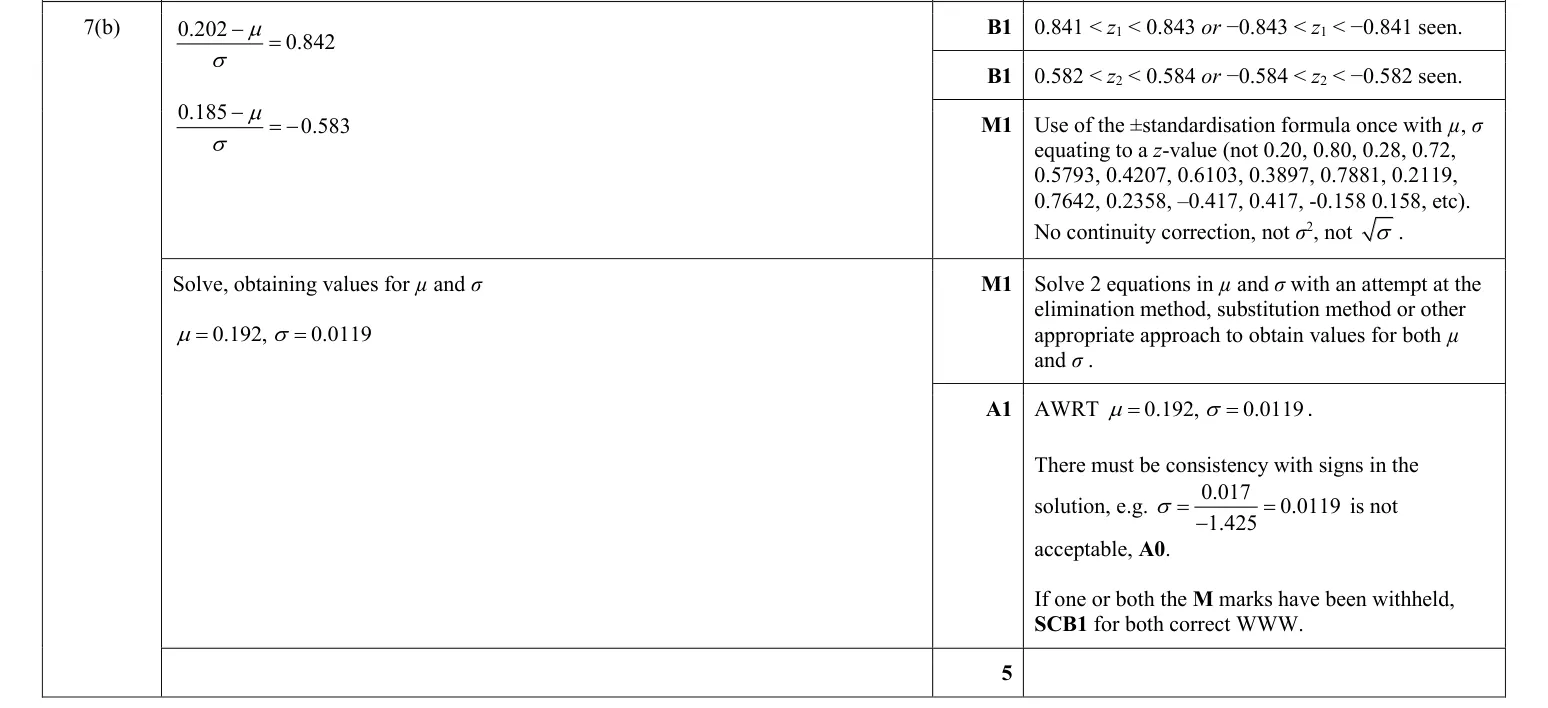 7(b)
(0.202 − μ)/σ = 0.842
B1
0.841 < z₁ < 0.843 or −0.843 < z₁ < −0.841 seen.
B1
0.582 < z₂ < 0.584 or −0.584 < z₂ < −0.582 seen.
(0.185 − μ)/σ = −0.583
M1
Use of the ±standardisation formula once with μ, σ
equating to a z-value (not 0.20, 0.80, 0.28, 0.72,
0.5793, 0.4207, 0.6103, 0.3897, 0.7881, 0.2119,
0.7642, 0.2358, –0.417, 0.417, -0.158 0.158, etc).
No continuity correction, not σ², not √σ .
Solve, obtaining values for μ and σ
μ = 0.192, σ = 0.0119
M1
Solve 2 equations in μ and σ with an attempt at the
elimination method, substitution method or other
appropriate approach to obtain values for both μ
and σ .
A1
AWRT μ = 0.192, σ = 0.0119 .
There must be consistency with signs in the
solution, e.g. σ = 0.017/−1.425 = 0.0119 is not
acceptable, A0.
If one or both the M marks have been withheld,
SCB1 for both correct WWW.
5